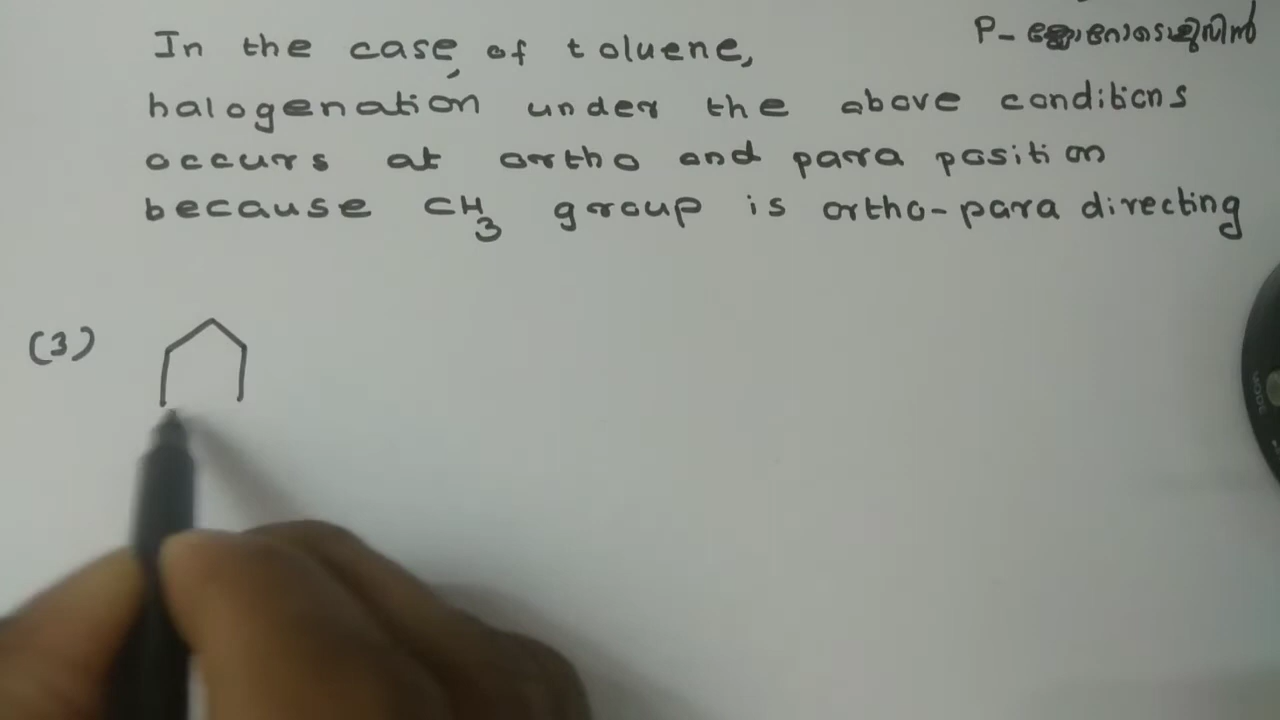 P- ക്ലോറോടൊളുവിൻ
In the case, of toluene,
halogenation under the above conditions
occurs at ortho and para position
because CH3 group is ortho-para directing
(3)